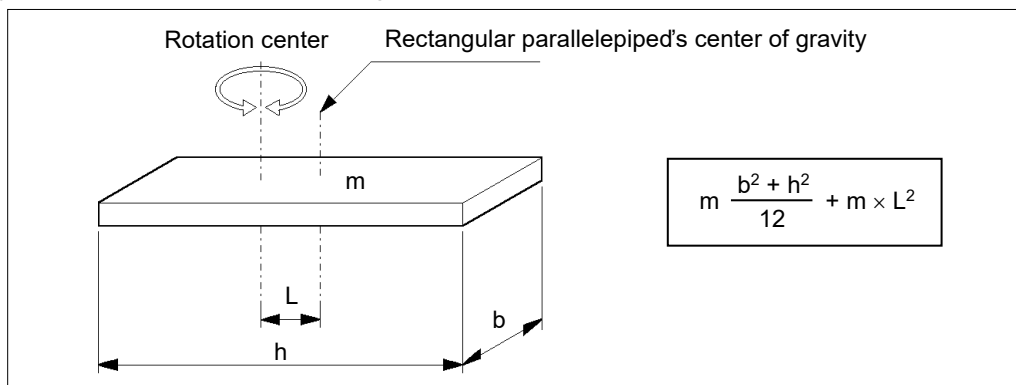 Rotation center
Rectangular parallelepiped's center of gravity
m
m b² + h² / 12 + m × L²
L
b
h